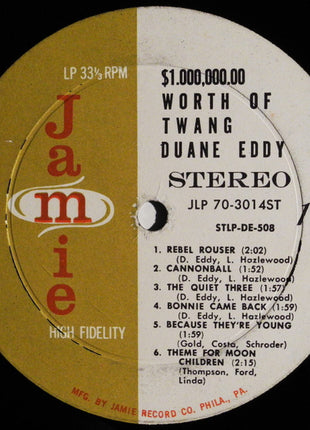 LP 33⅓ RPM
Jamie
HIGH FIDELITY
$1.000,000.00
WORTH OF
TWANG
DUANE EDDY
STEREO
JLP 70-3014ST
1
STLP-DE-508
1. REBEL ROUSER (2:02)
(D. Eddy, L. Hazlewood)
2. CANNONBALL (1:52)
(D. Eddy, L. Hazlewood)
3. THE QUIET THREE (1:57)
(D. Eddy, L. Hazlewood)
4. BONNIE CAME BACK (1:59)
(D. Eddy, L. Hazlewood)
5. BECAUSE THEY'RE YOUNG
(1:59)
(Gold, Costa, Schroder)
6. THEME FOR MOON
CHILDREN (2:15)
(Thompson, Ford,
Linda)
MFG. BY JAMIE RECORD CO. PHILA., PA.